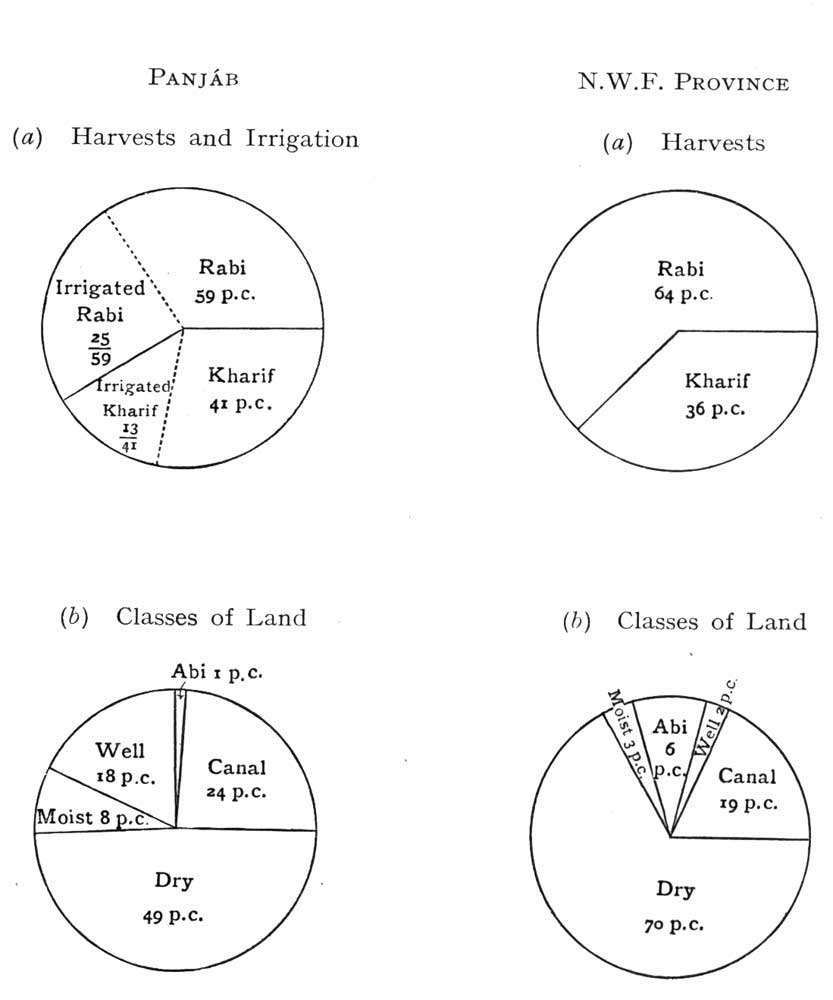 PANJÁB
(a) Harvests and Irrigation
Rabi
59 p.c.
Irrigated
Rabi
25
59
Irrigated
Kharif
13
41
Kharif
41 p.c.
N.W.F. PROVINCE
(a) Harvests
Rabi
64 p.c.
Kharif
36 p.c.
(b) Classes of Land
Abi 1 p.c.
Well
18 p.c.
Canal
24 p.c.
Moist 8 p.c.
Dry
49 p.c.
(b) Classes of Land
Moist 3 p.c.
Abi
6
p.c.
Well 2 p.c.
Canal
19 p.c.
Dry
70 p.c.